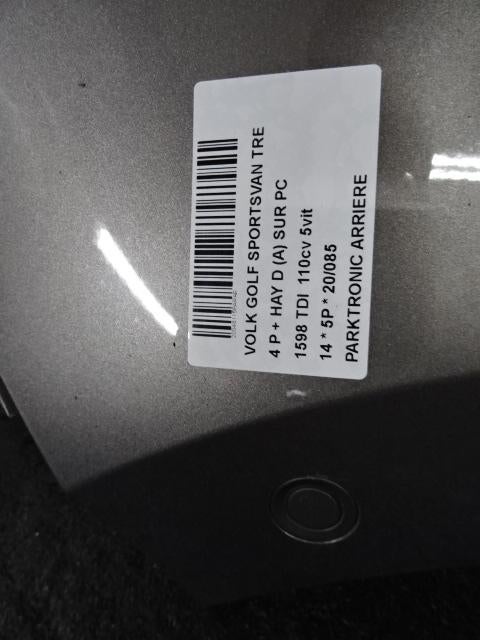 VOLK GOLF SPORTSVAN TRE
4 P + HAY D (A) SUR PC
1598 TDI 110cv 5vit
14 * 5P * 20/085
PARKTRONIC ARRIERE